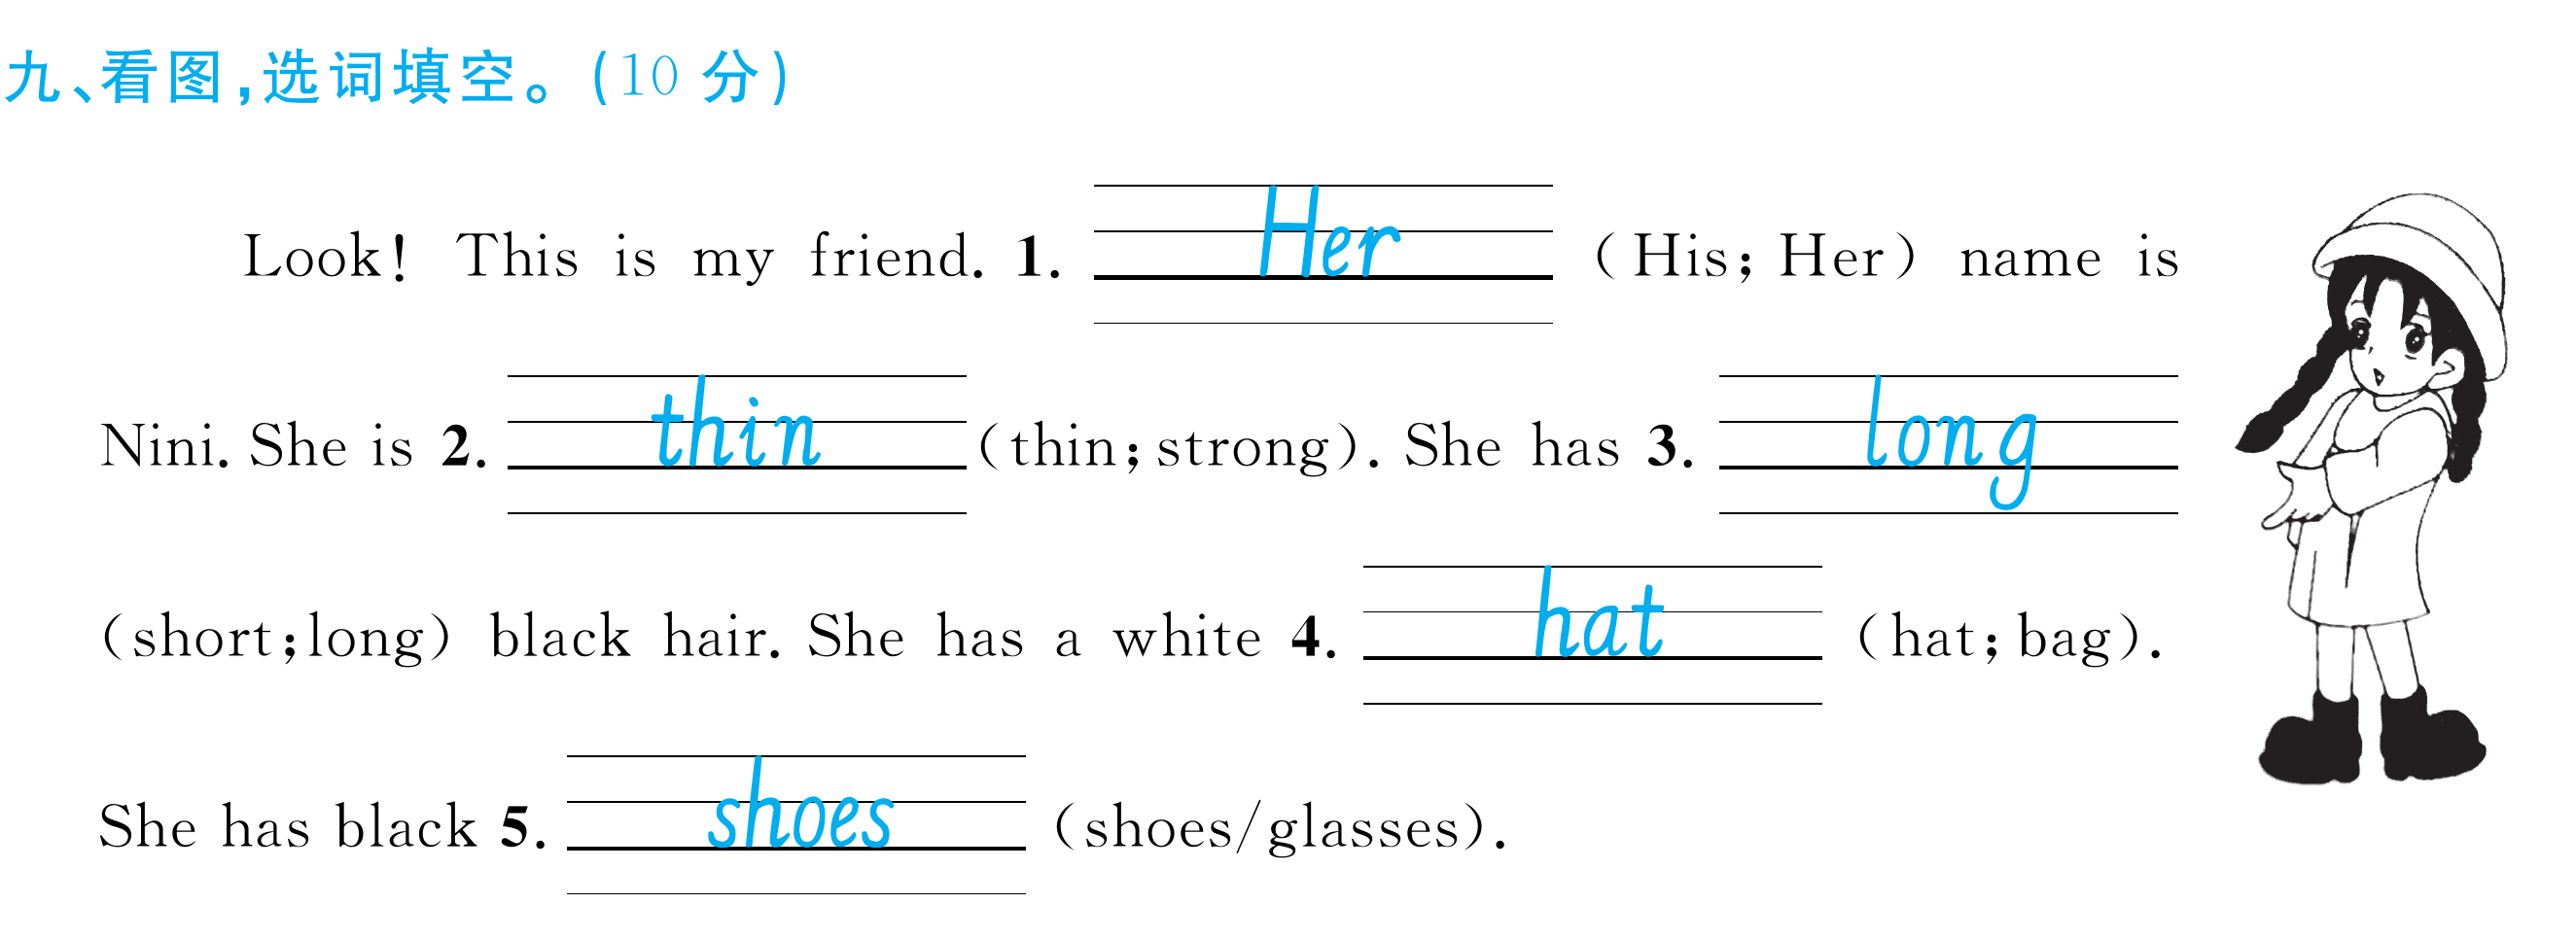 九、看图,选词填空。(10 分)
Look! This is my friend. 1. Her (His; Her) name is
Nini. She is 2. thin (thin; strong). She has 3. long
(short; long) black hair. She has a white 4. hat (hat; bag).
She has black 5. shoes (shoes/glasses).